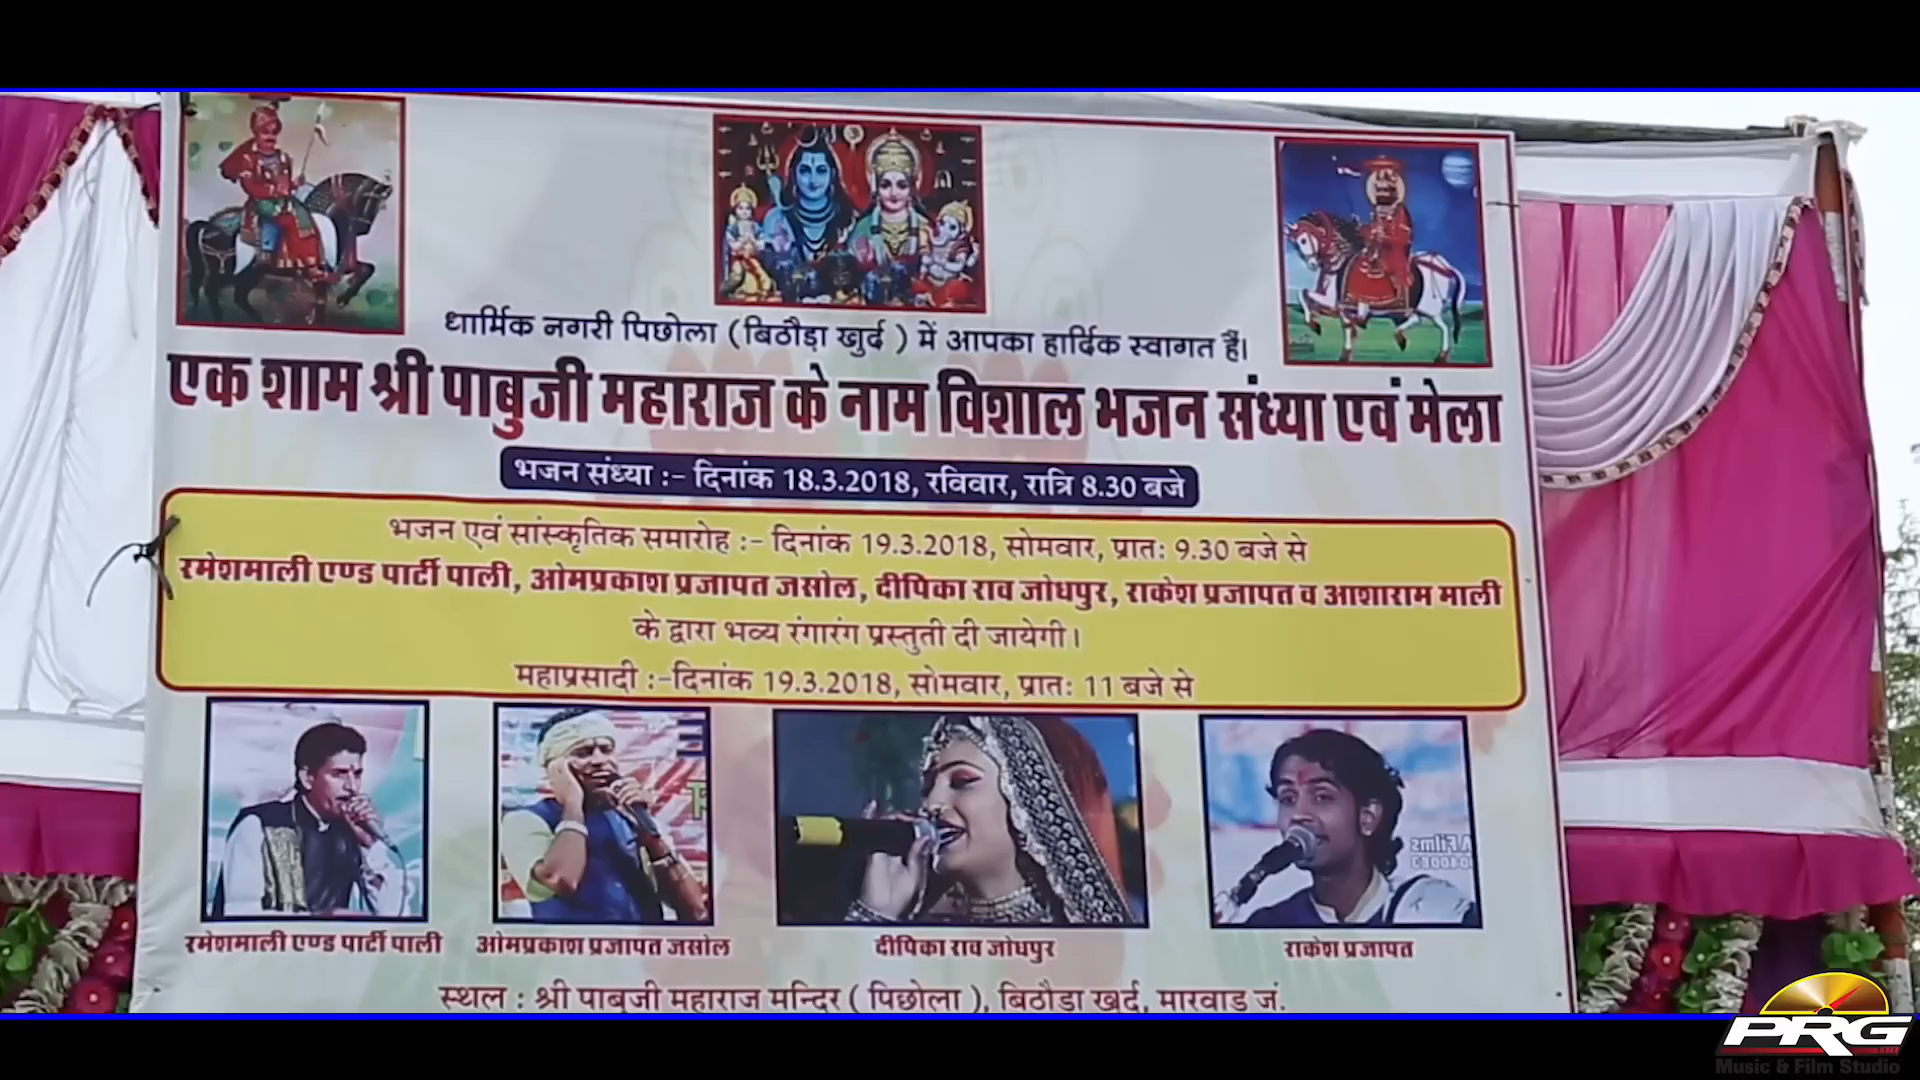 धार्मिक नगरी पिछोला (बिठौड़ा खुर्द ) में आपका हार्दिक स्वागत हैं।
एक शाम श्री पाबुजी महाराज के नाम विशाल भजन संध्या एवं मेला
भजन संध्या :- दिनांक 18.3.2018, रविवार, रात्रि 8.30 बजे
भजन एवं सांस्कृतिक समारोह :- दिनांक 19.3.2018, सोमवार, प्रातः 9.30 बजे से
रमेशमाली एण्ड पार्टी पाली, ओमप्रकाश प्रजापत जसोल, दीपिका राव जोधपुर, राकेश प्रजापत व आशाराम माली
के द्वारा भव्य रंगारंग प्रस्तुती दी जायेगी।
महाप्रसादी :-दिनांक 19.3.2018, सोमवार, प्रातः 11 बजे से
रमेशमाली एण्ड पार्टी पाली
ओमप्रकाश प्रजापत जसोल
दीपिका राव जोधपुर
राकेश प्रजापत
स्थल : श्री पाबुजी महाराज मन्दिर ( पिछोला ), बिठौडा खुर्द, मारवाड जं.
PRG
Music & Film Studio